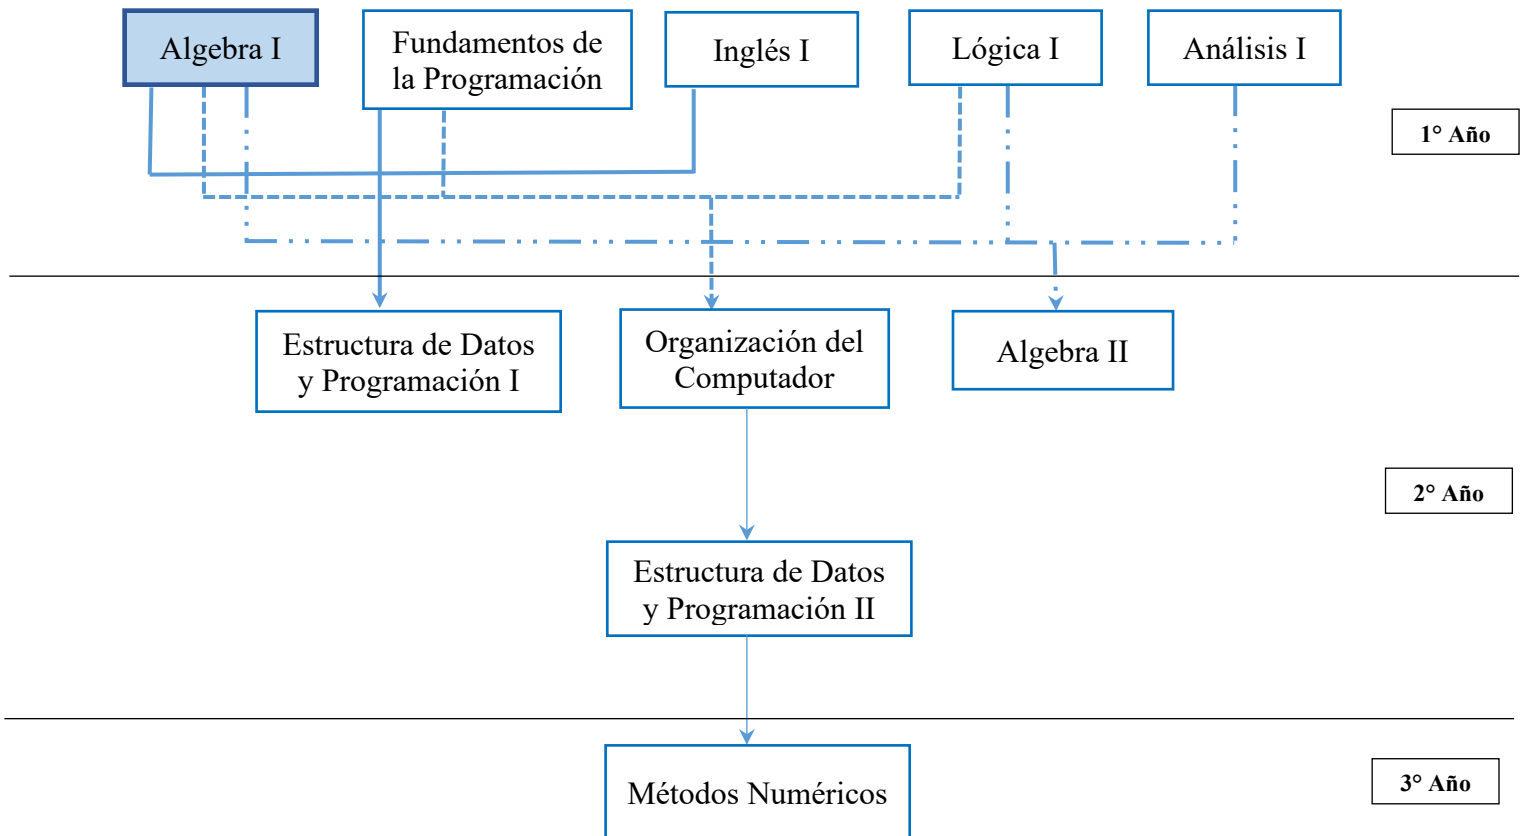 Algebra I
Fundamentos de
la Programación
Inglés I
Lógica I
Análisis I
1° Año
Estructura de Datos
y Programación I
Organización del
Computador
Algebra II
2° Año
Estructura de Datos
y Programación II
Métodos Numéricos
3° Año